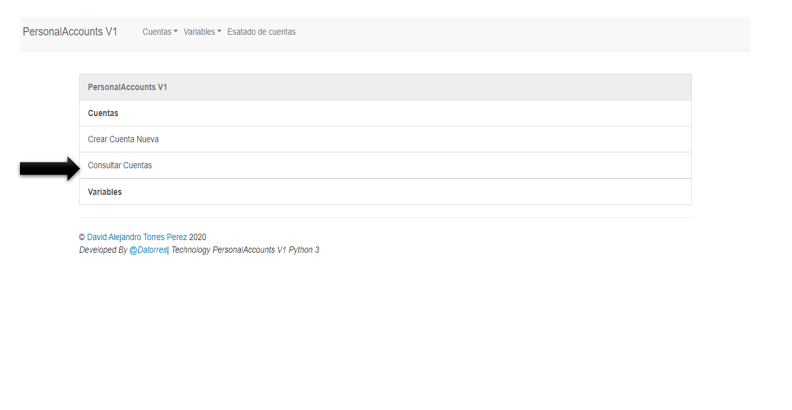 PersonalAccounts V1 Cuentas Variables Esatado de cuentas
PersonalAccounts V1
Cuentas
Crear Cuenta Nueva
Consultar Cuentas
Variables
© David Alejandro Torres Perez 2020
Developed By @Datorres| Technology PersonalAccounts V1 Python 3